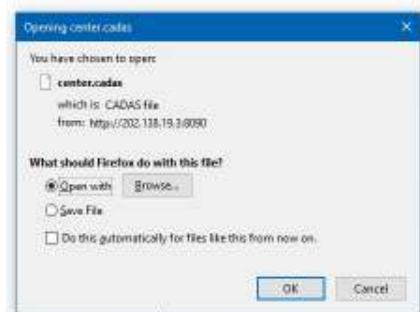 Opening center.cadas
You have chosen to open:
center.cadas
which is: CADAS file
from: http://202.138.19.3:8090
What should Firefox do with this file?
Open with Browse...
Save File
Do this automatically for files like this from now on.
OK Cancel